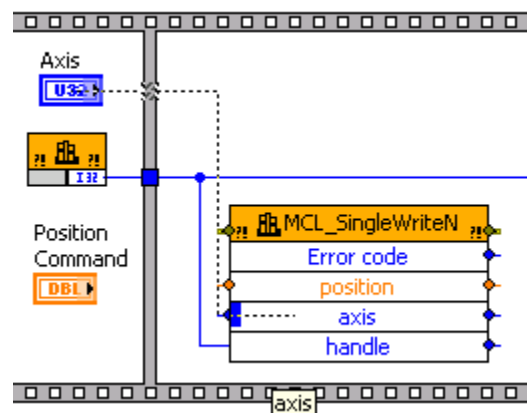 Axis
U32
?! ?!
I32
Position
Command
DBL
?! MCL_SingleWriteN ?!
Error code
position
axis
handle
axis